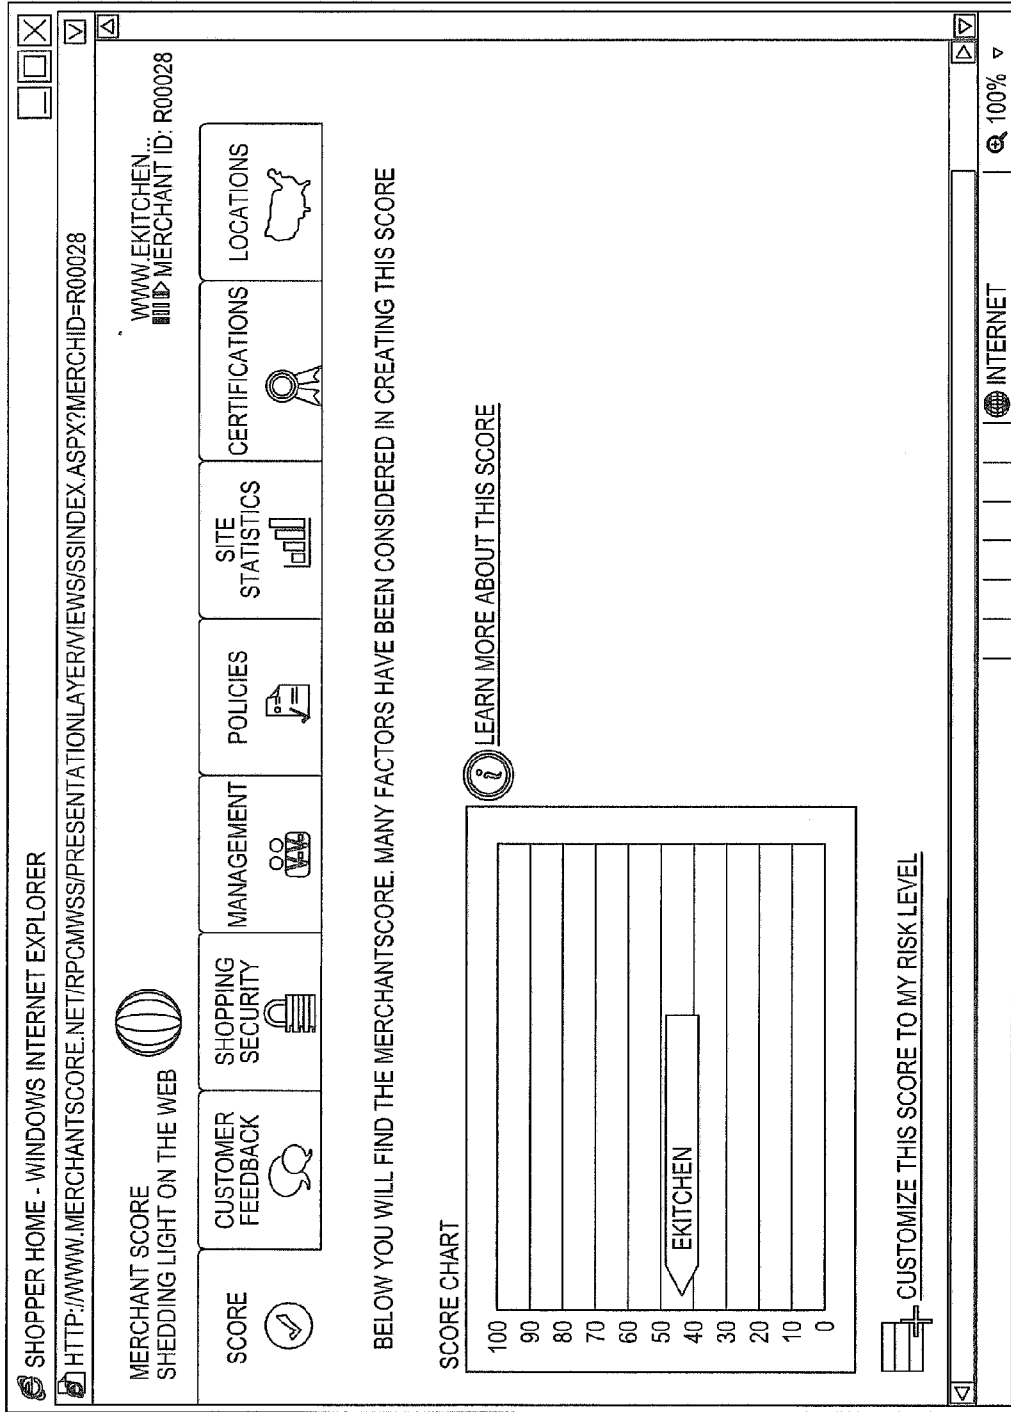 SHOPPER HOME - WINDOWS INTERNET EXPLORER
HTTP://WWW.MERCHANTSCORE.NET/RPCMWSS/PRESENTATIONLAYER/VIEWS/SSINDEX.ASPX?MERCHID=R00028
MERCHANT SCORE
SHEDDING LIGHT ON THE WEB
WWW.EKITCHEN...
MERCHANT ID: R00028
SCORE
CUSTOMER
FEEDBACK
SHOPPING
SECURITY
MANAGEMENT
POLICIES
SITE
STATISTICS
CERTIFICATIONS
LOCATIONS
BELOW YOU WILL FIND THE MERCHANTSCORE. MANY FACTORS HAVE BEEN CONSIDERED IN CREATING THIS SCORE
SCORE CHART
i LEARN MORE ABOUT THIS SCORE
100
90
80
70
60
50
40
30
20
10
0
EKITCHEN
CUSTOMIZE THIS SCORE TO MY RISK LEVEL
INTERNET
100%